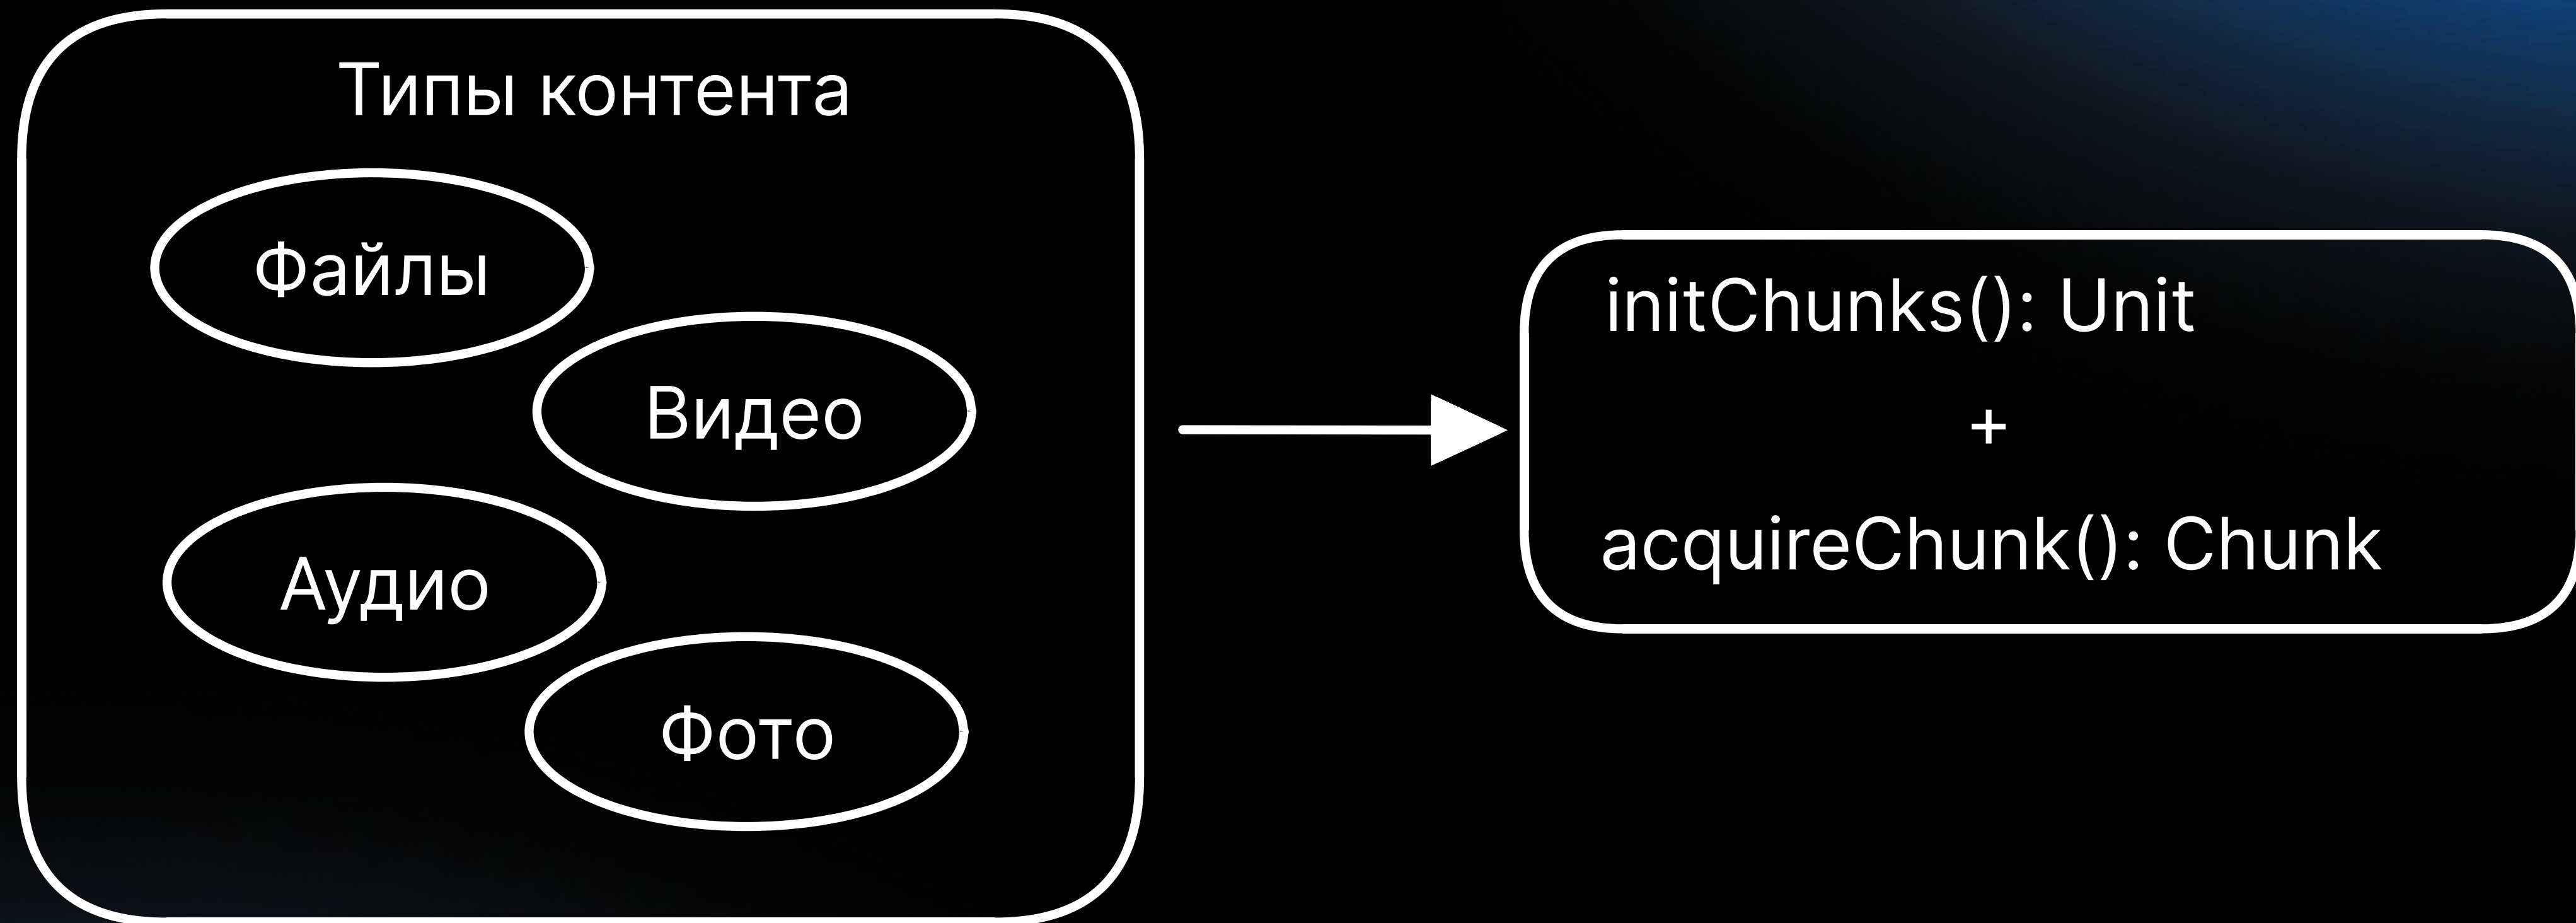 Типы контента
Файлы
Видео
Аудио
Фото
initChunks(): Unit
+
acquireChunk(): Chunk